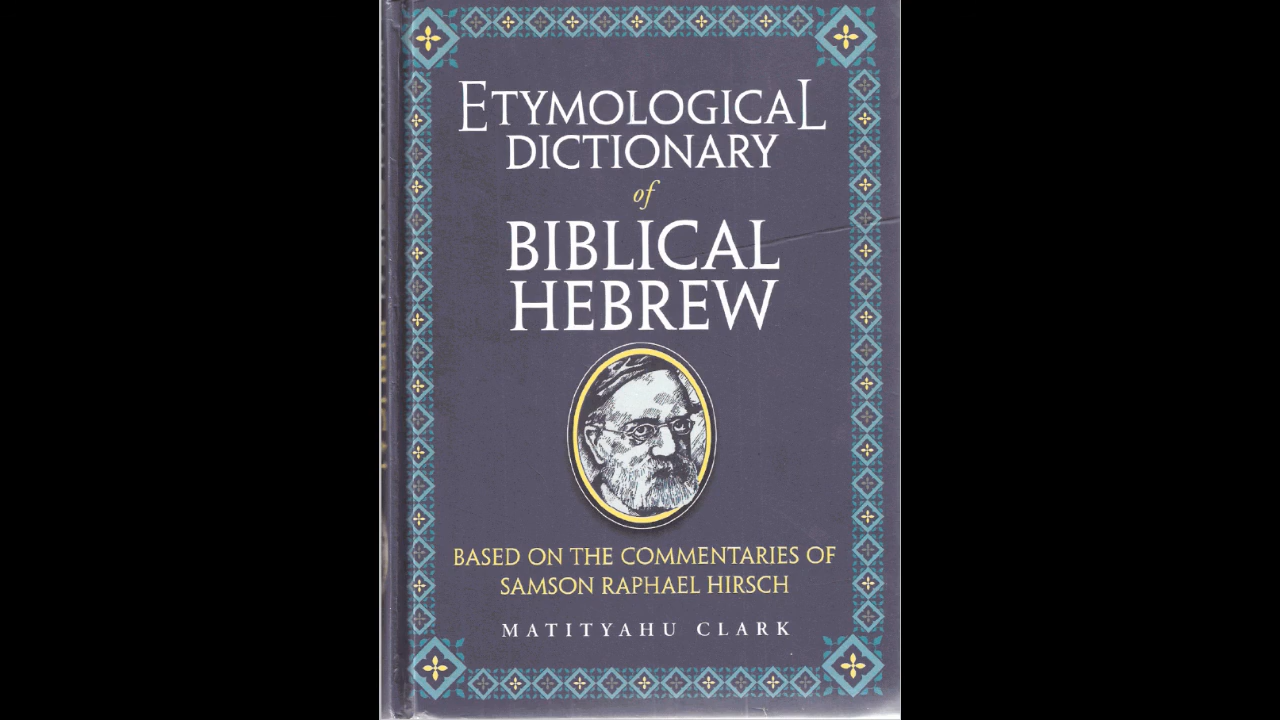 ETYMOLOGICAL
DICTIONARY
of
BIBLICAL
HEBREW
BASED ON THE COMMENTARIES OF
SAMSON RAPHAEL HIRSCH
MATITYAHU CLARK